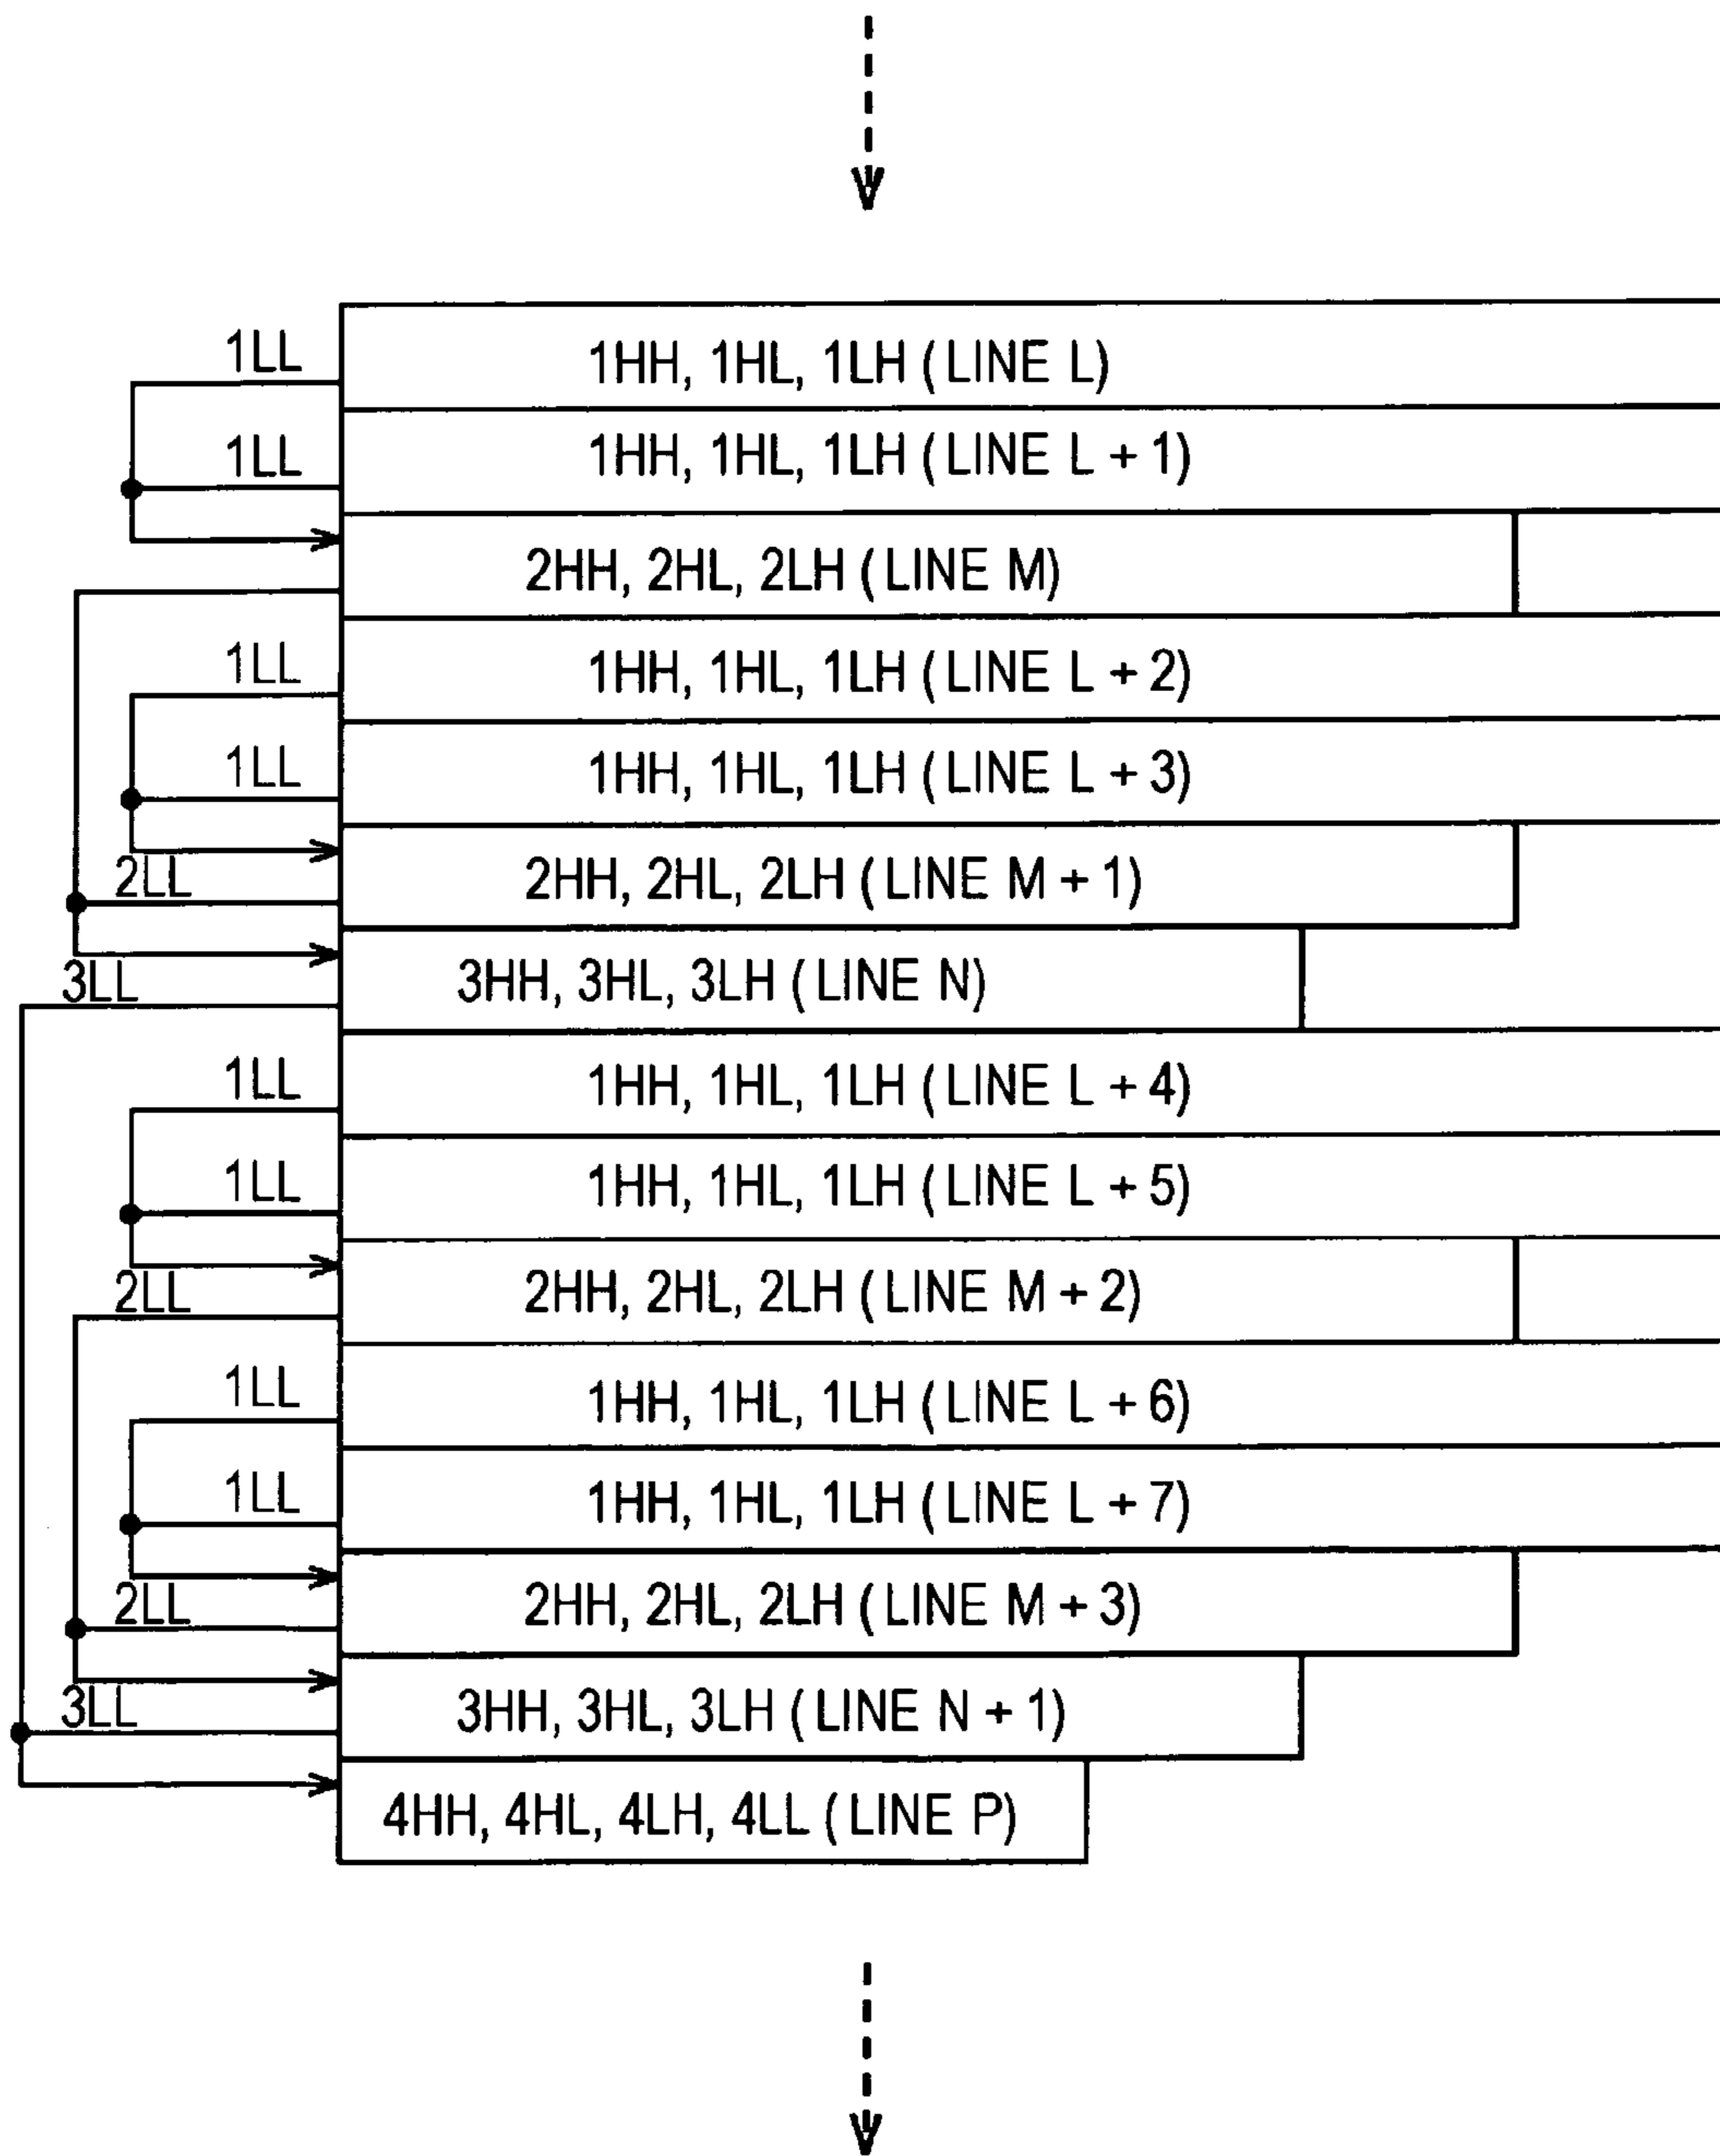 1LL 1HH, 1HL, 1LH (LINE L)
1LL 1HH, 1HL, 1LH (LINE L + 1)
2HH, 2HL, 2LH (LINE M)
1LL 1HH, 1HL, 1LH (LINE L + 2)
1LL 1HH, 1HL, 1LH (LINE L + 3)
2LL 2HH, 2HL, 2LH (LINE M + 1)
3LL 3HH, 3HL, 3LH (LINE N)
1LL 1HH, 1HL, 1LH (LINE L + 4)
1LL 1HH, 1HL, 1LH (LINE L + 5)
2LL 2HH, 2HL, 2LH (LINE M + 2)
1LL 1HH, 1HL, 1LH (LINE L + 6)
1LL 1HH, 1HL, 1LH (LINE L + 7)
2LL 2HH, 2HL, 2LH (LINE M + 3)
3LL 3HH, 3HL, 3LH (LINE N + 1)
4HH, 4HL, 4LH, 4LL (LINE P)